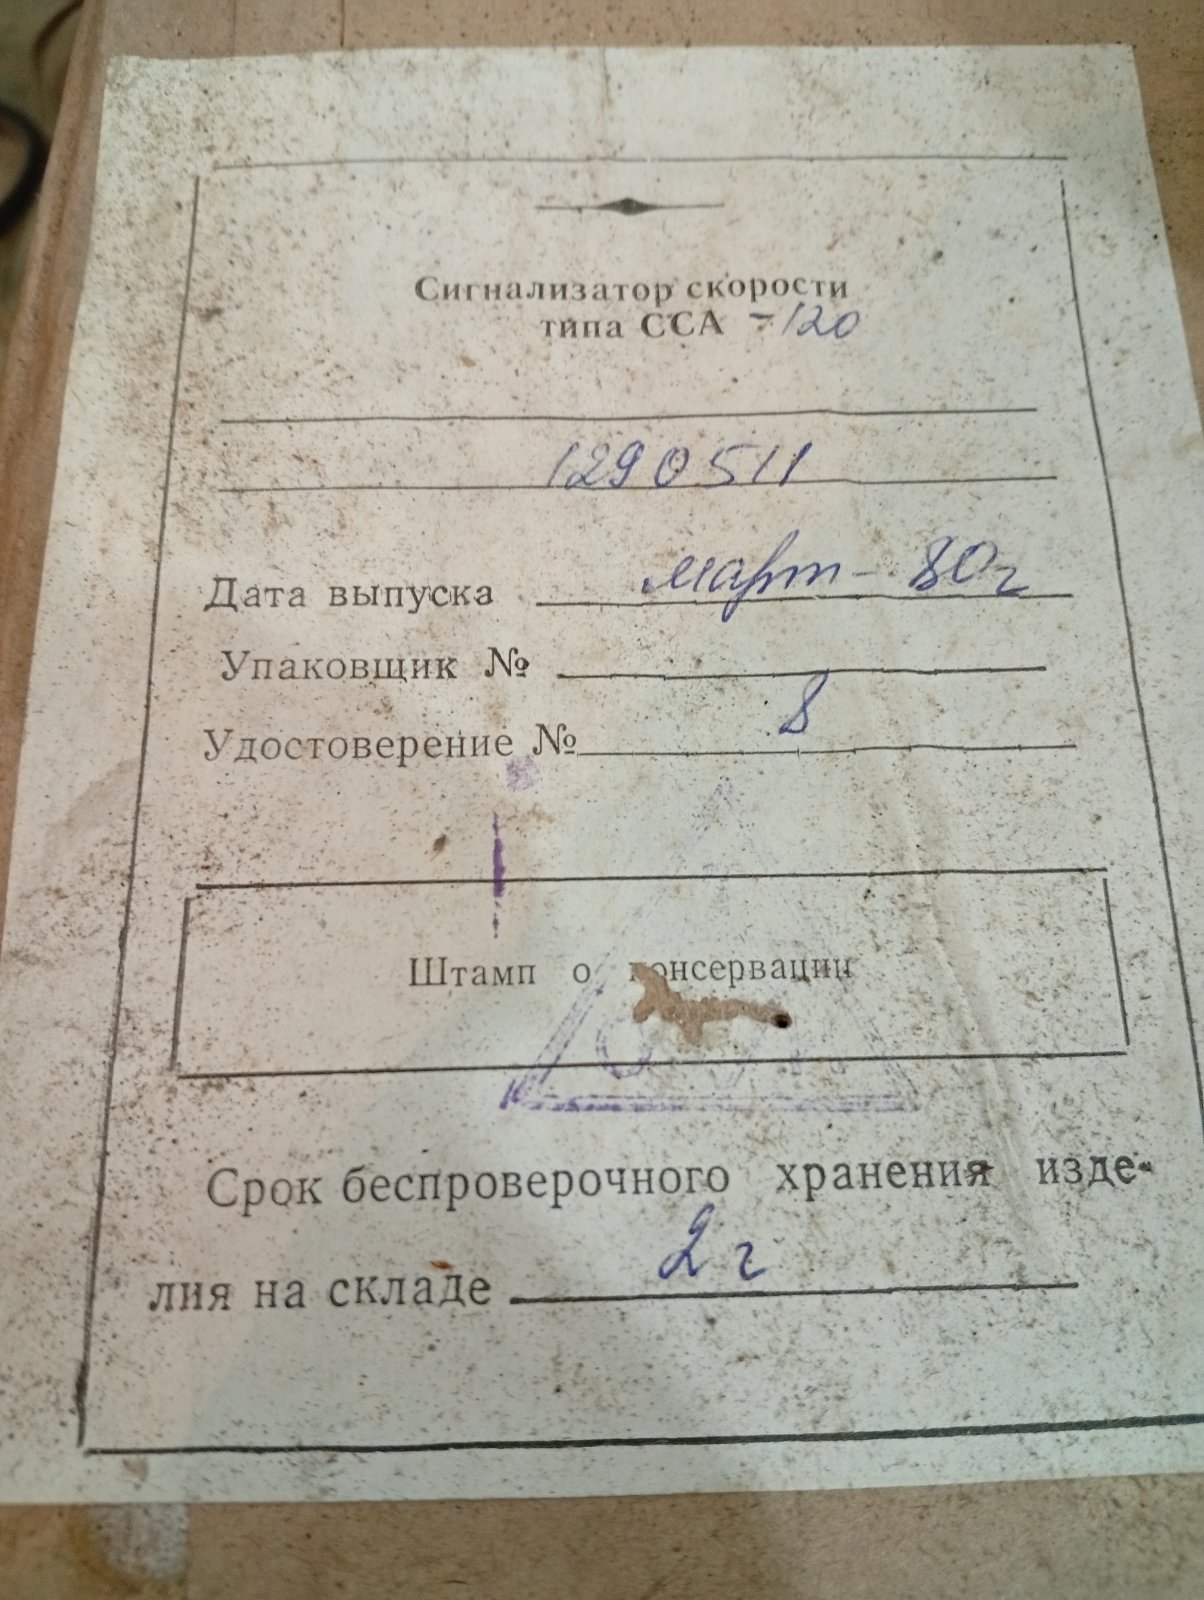 Сигнализатор скорости
типа ССА -120
1290511
Дата выпуска март - 80г
Упаковщик №
Удостоверение № 8
Штамп о консервации
Срок беспроверочного хранения изде-
лия на складе 2 г